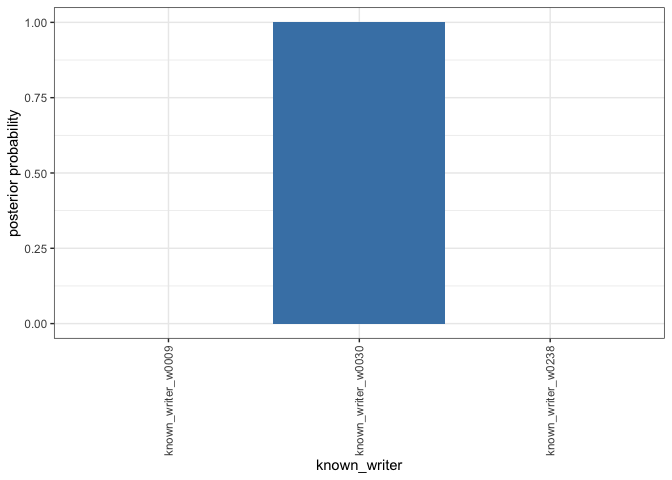 1.00
0.75
0.50
0.25
0.00
posterior probability
known_writer_w0009
known_writer_w0030
known_writer_w0238
known_writer